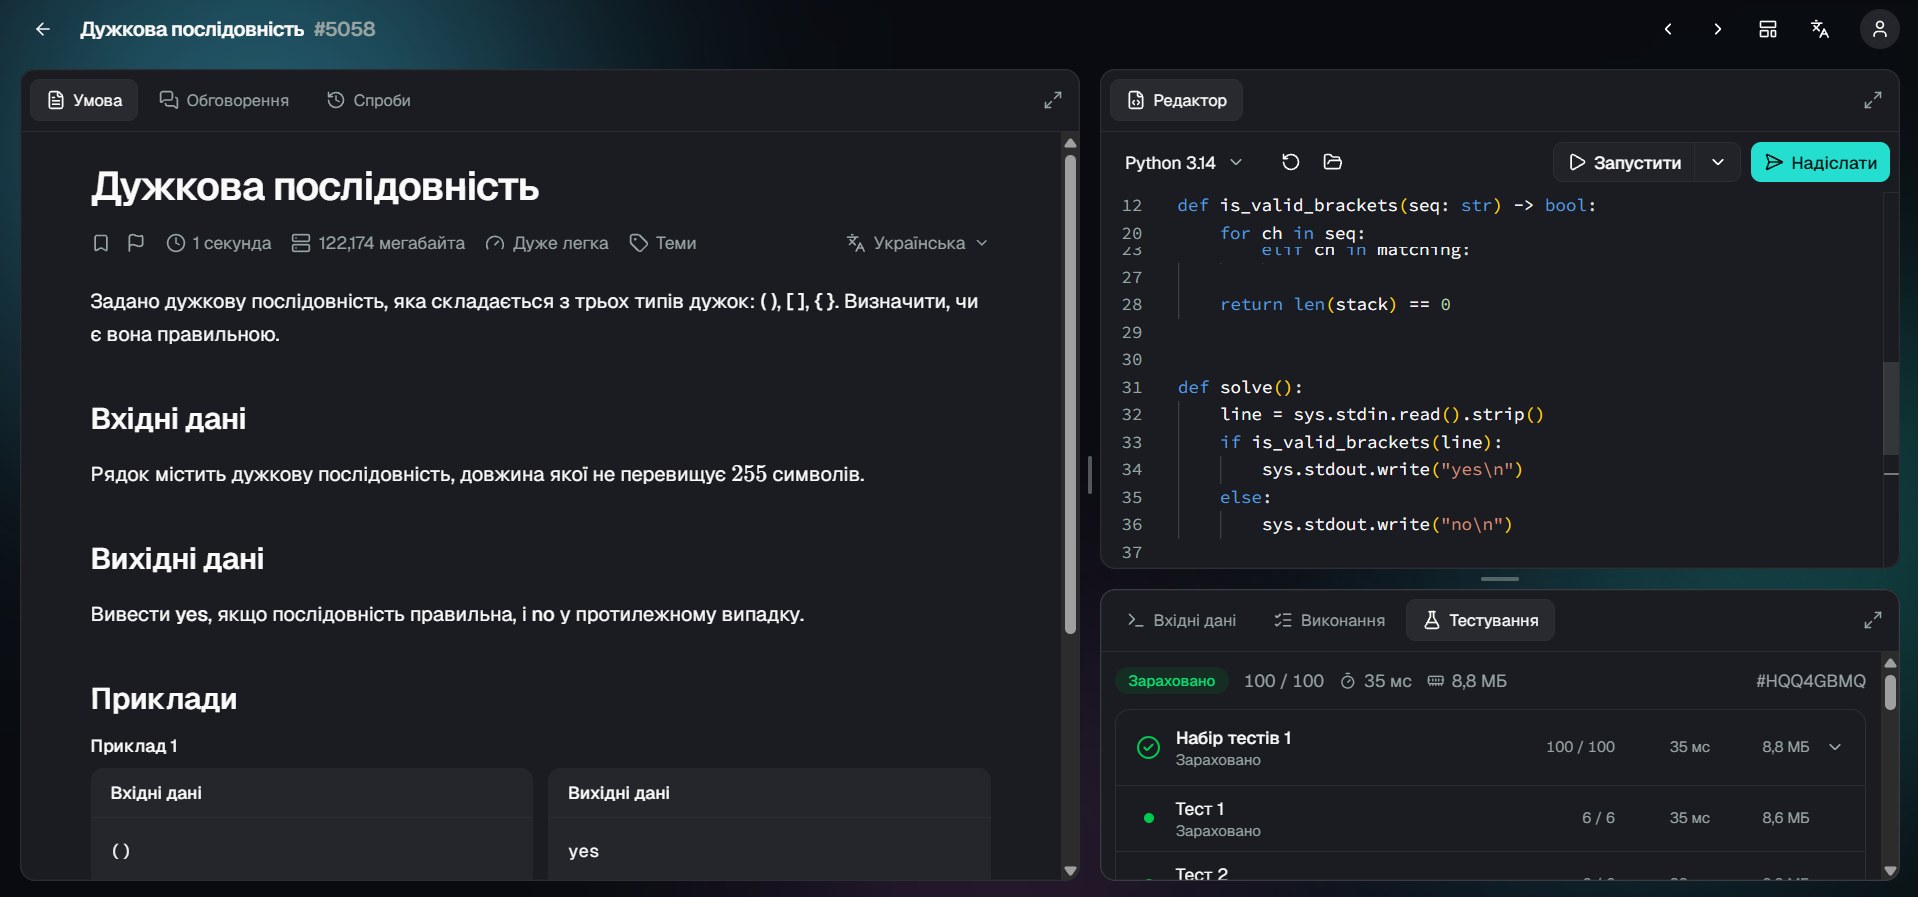 Дужкова послідовність #5058
Умова
Обговорення
Спроби
Дужкова послідовність
1 секунда
122,174 мегабайта
Дуже легка
Теми
Українська
Задано дужкову послідовність, яка складається з трьох типів дужок: (), [], {}. Визначити, чи
є вона правильною.
Вхідні дані
Рядок містить дужкову послідовність, довжина якої не перевищує 255 символів.
Вихідні дані
Вивести yes, якщо послідовність правильна, і no у протилежному випадку.
Приклади
Приклад 1
Вхідні дані
Вихідні дані
()
yes
Редактор
Python 3.14
Запустити
Надіслати
12 def is_valid_brackets(seq: str) -> bool:
20 for ch in seq:
23 elif ch in matching:
27
28 return len(stack) == 0
29
30
31 def solve():
32 line = sys.stdin.read().strip()
33 if is_valid_brackets(line):
34 sys.stdout.write("yes\n")
35 else:
36 sys.stdout.write("no\n")
37
Вхідні дані
Виконання
Тестування
Зараховано 100 / 100 35 мс 8,8 МБ #HQQ4GBMQ
Набір тестів 1 100 / 100 35 мс 8,8 МБ
Зараховано
Тест 1 6 / 6 35 мс 8,6 МБ
Зараховано
Тест 2